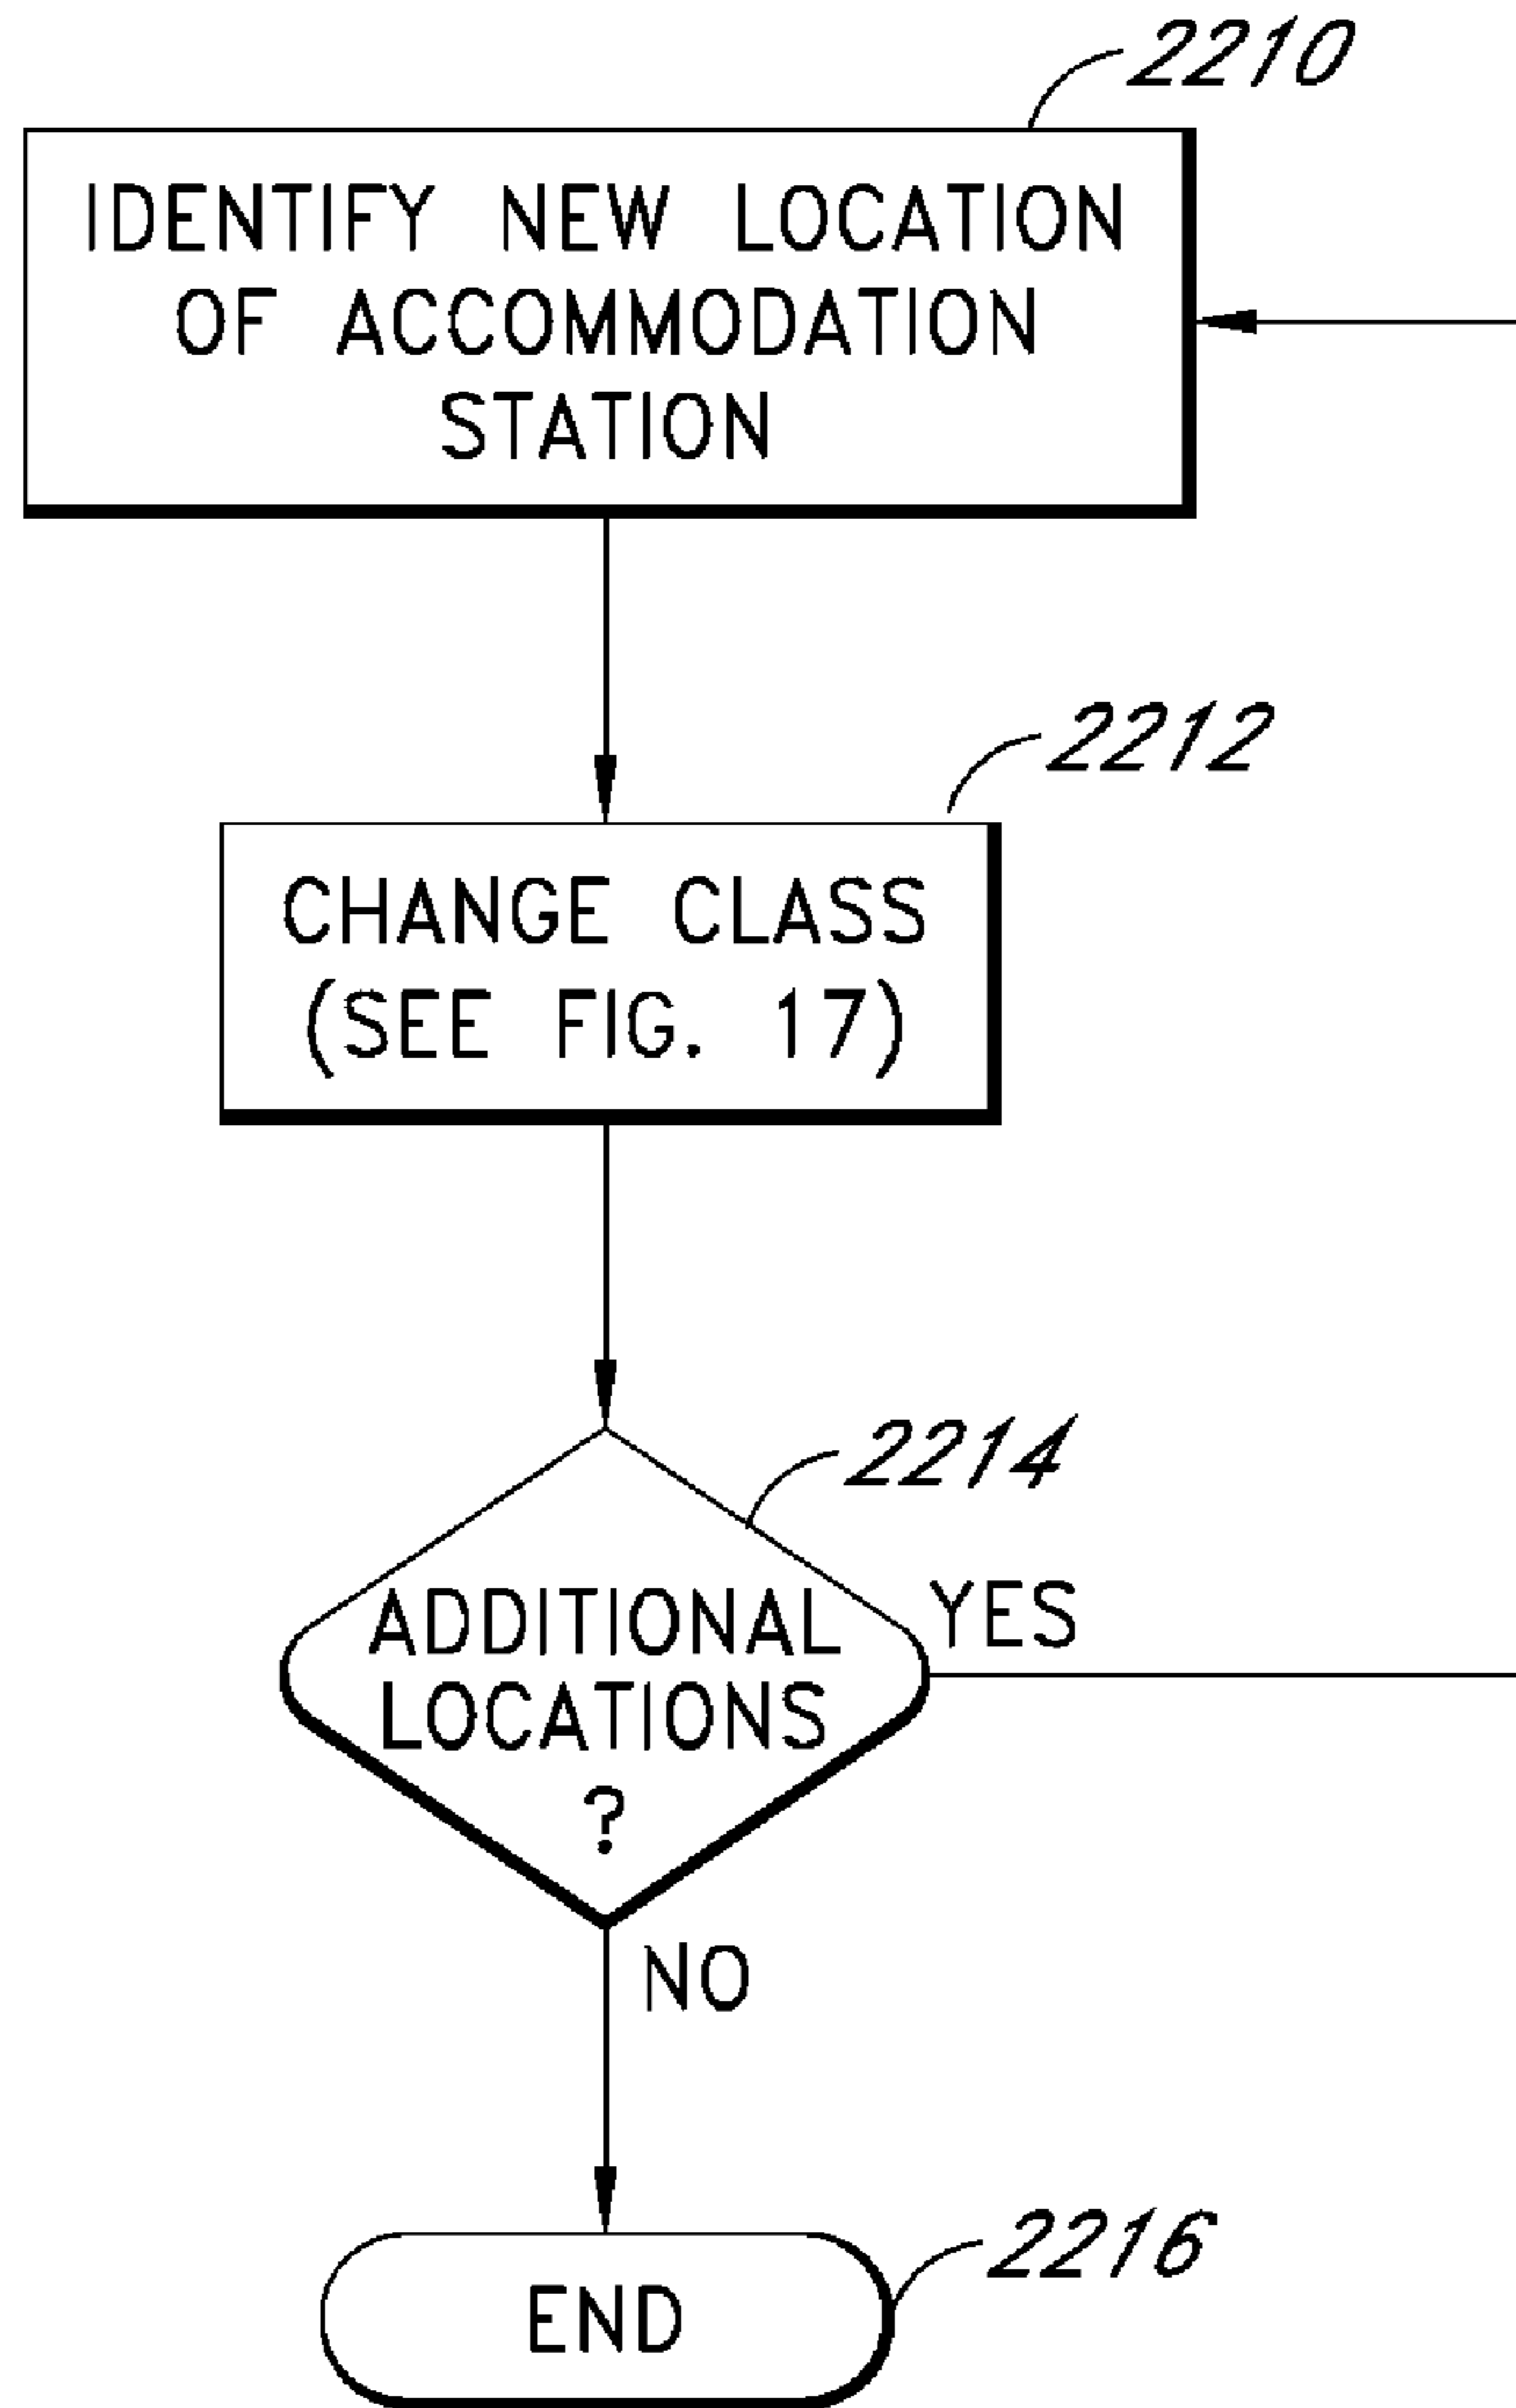 2210
IDENTIFY NEW LOCATION
OF ACCOMMODATION
STATION
2212
CHANGE CLASS
(SEE FIG. 17)
2214
ADDITIONAL
LOCATIONS
?
YES
NO
2216
END